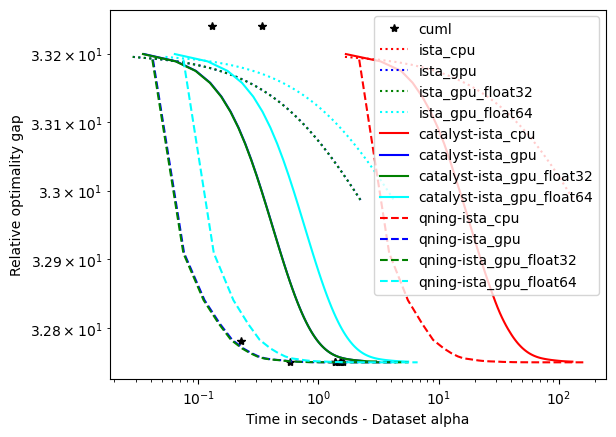 cuml
ista_cpu
ista_gpu
ista_gpu_float32
ista_gpu_float64
catalyst-ista_cpu
catalyst-ista_gpu
catalyst-ista_gpu_float32
catalyst-ista_gpu_float64
qning-ista_cpu
qning-ista_gpu
qning-ista_gpu_float32
qning-ista_gpu_float64
Relative optimality gap
3.32 × 10¹
3.31 × 10¹
3.3 × 10¹
3.29 × 10¹
3.28 × 10¹
10⁻¹ 10⁰ 10¹ 10²
Time in seconds - Dataset alpha